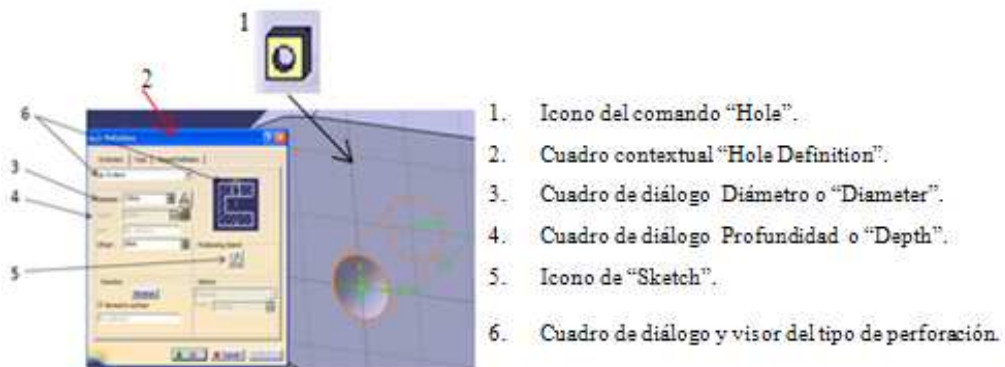 1
2
6
3
4
5
1. Icono del comando “Hole”.
2. Cuadro contextual “Hole Definition”.
3. Cuadro de diálogo Diámetro o “Diameter”.
4. Cuadro de diálogo Profundidad o “Depth”.
5. Icono de “Sketch”.
6. Cuadro de diálogo y visor del tipo de perforación.